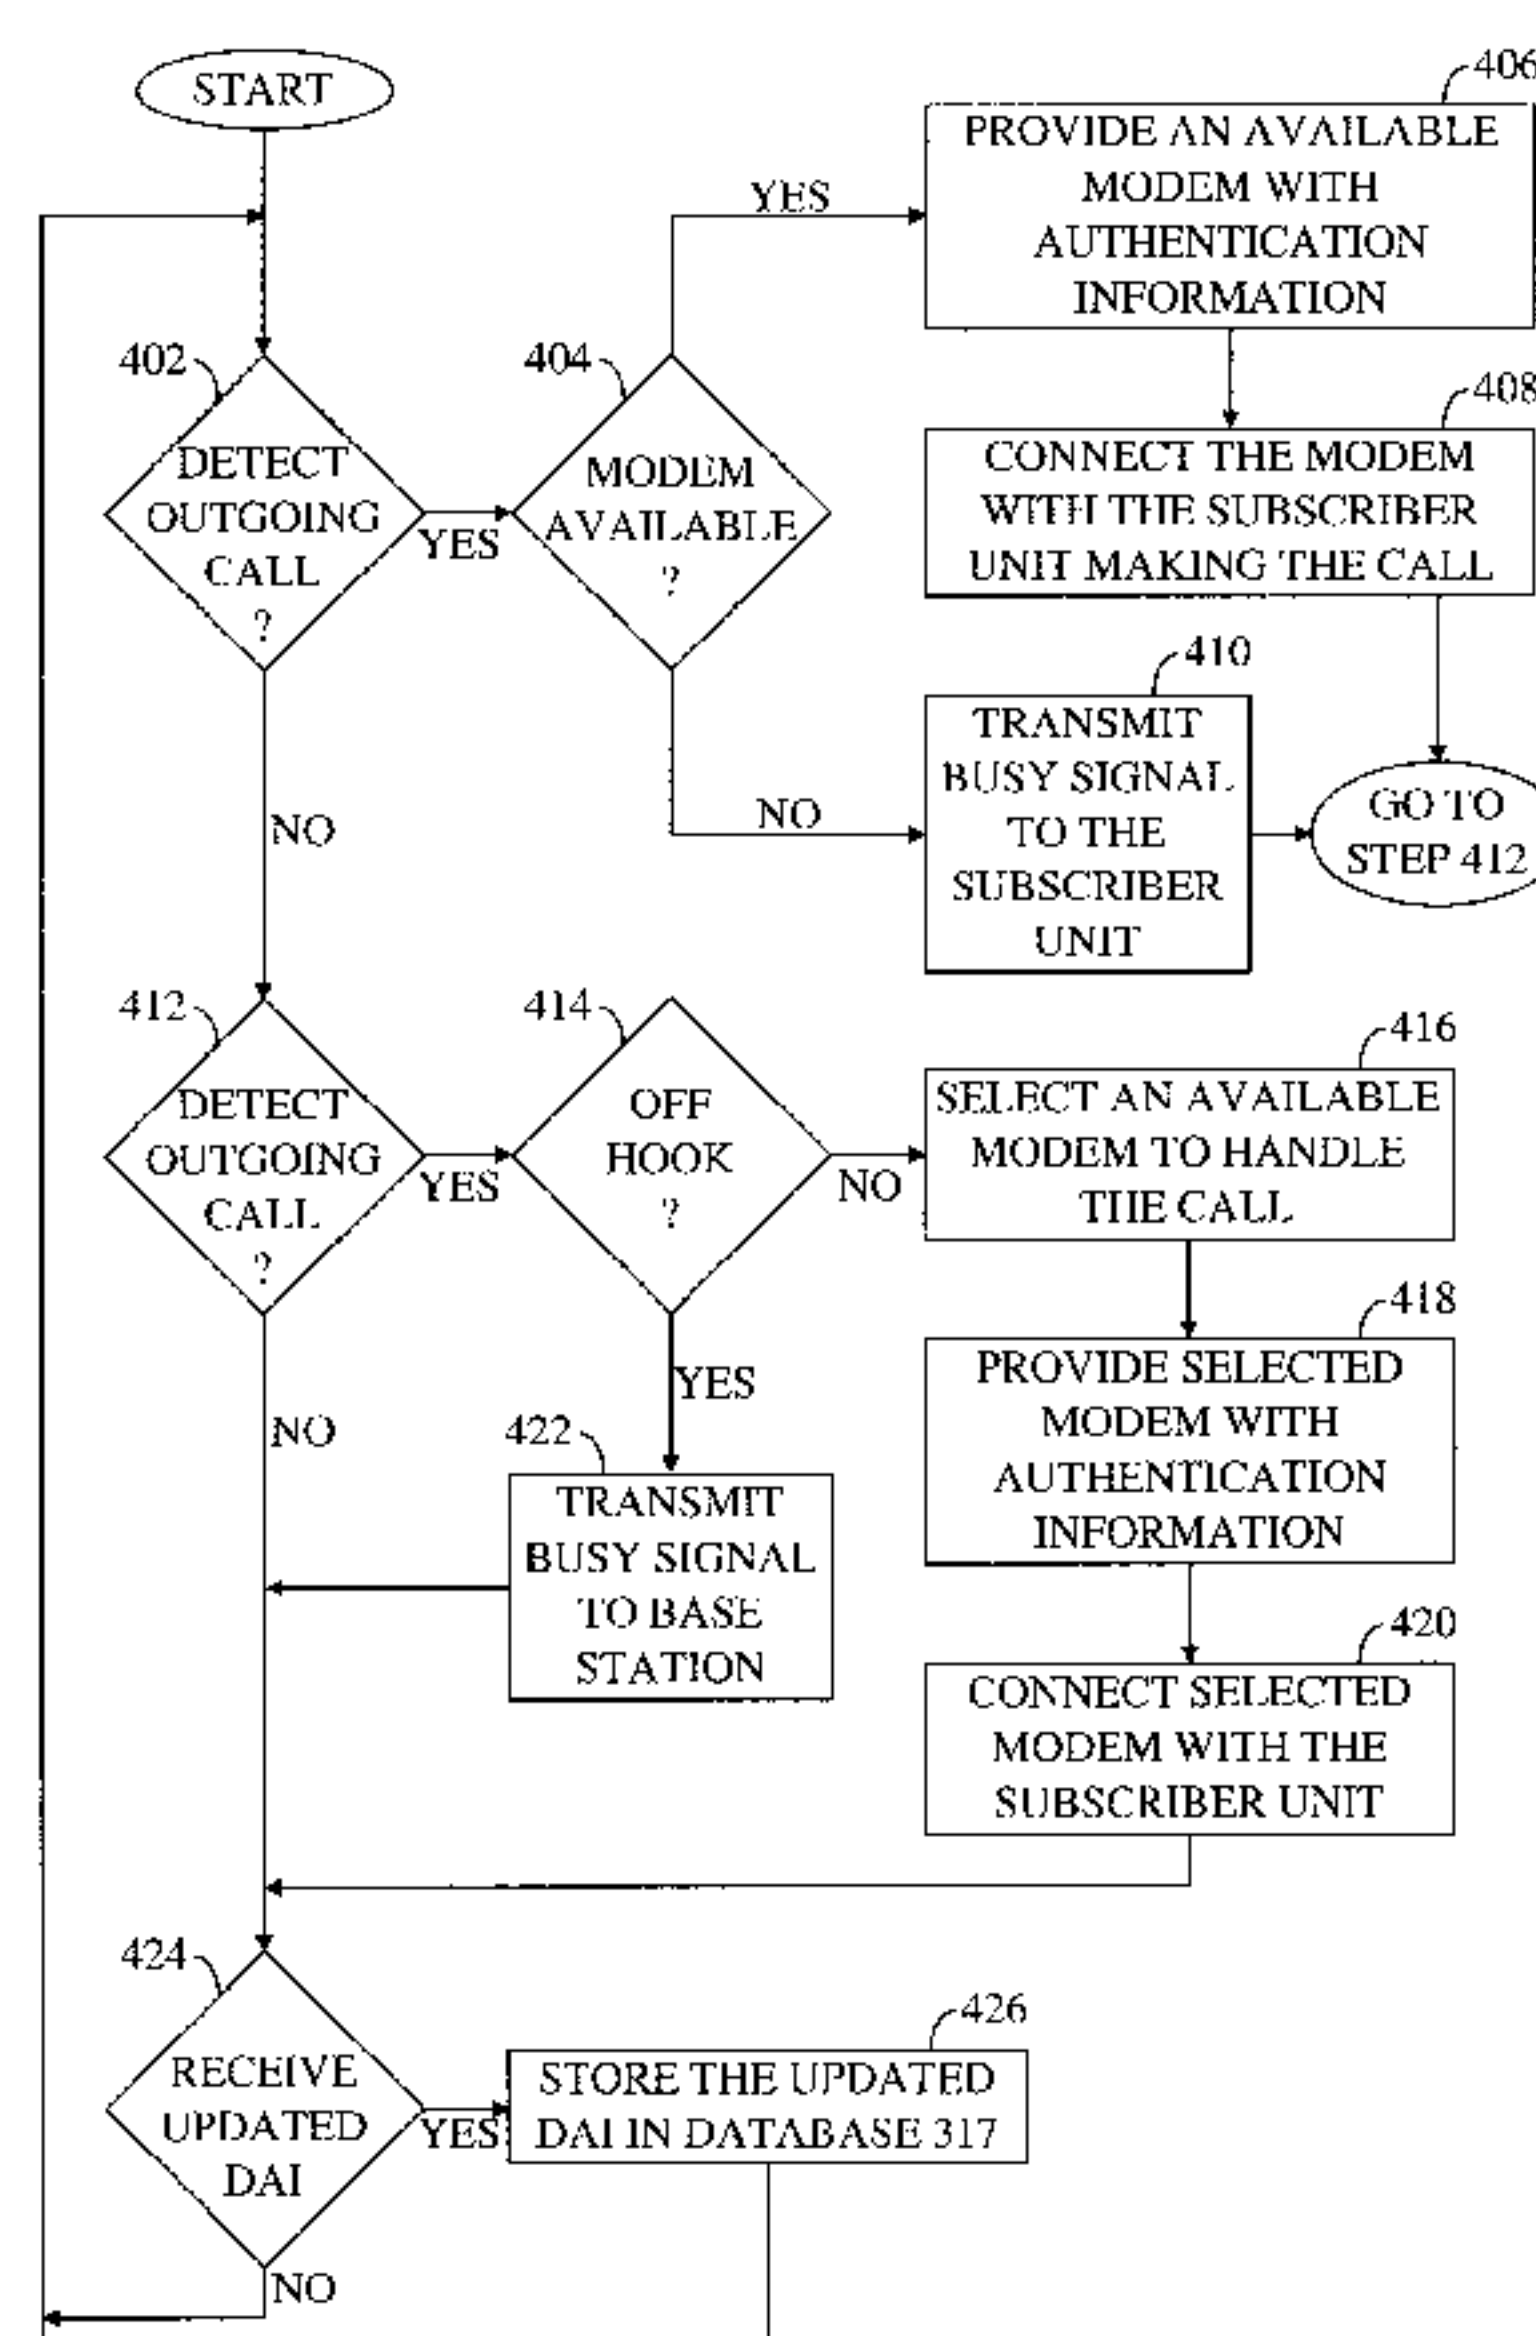 START
406
PROVIDE AN AVAILABLE
MODEM WITH
AUTHENTICATION
INFORMATION
YES
402
DETECT
OUTGOING
CALL
?
YES
404
MODEM
AVAILABLE
?
408
CONNECT THE MODEM
WITH THE SUBSCRIBER
UNIT MAKING THE CALL
410
TRANSMIT
BUSY SIGNAL
TO THE
SUBSCRIBER
UNIT
NO
GO TO
STEP 412
NO
412
DETECT
OUTGOING
CALL
?
YES
414
OFF
HOOK
?
NO
416
SELECT AN AVAILABLE
MODEM TO HANDLE
THE CALL
418
PROVIDE SELECTED
MODEM WITH
AUTHENTICATION
INFORMATION
YES
NO
422
TRANSMIT
BUSY SIGNAL
TO BASE
STATION
420
CONNECT SELECTED
MODEM WITH THE
SUBSCRIBER UNIT
424
RECEIVE
UPDATED
DAI
YES
426
STORE THE UPDATED
DAI IN DATABASE 317
NO